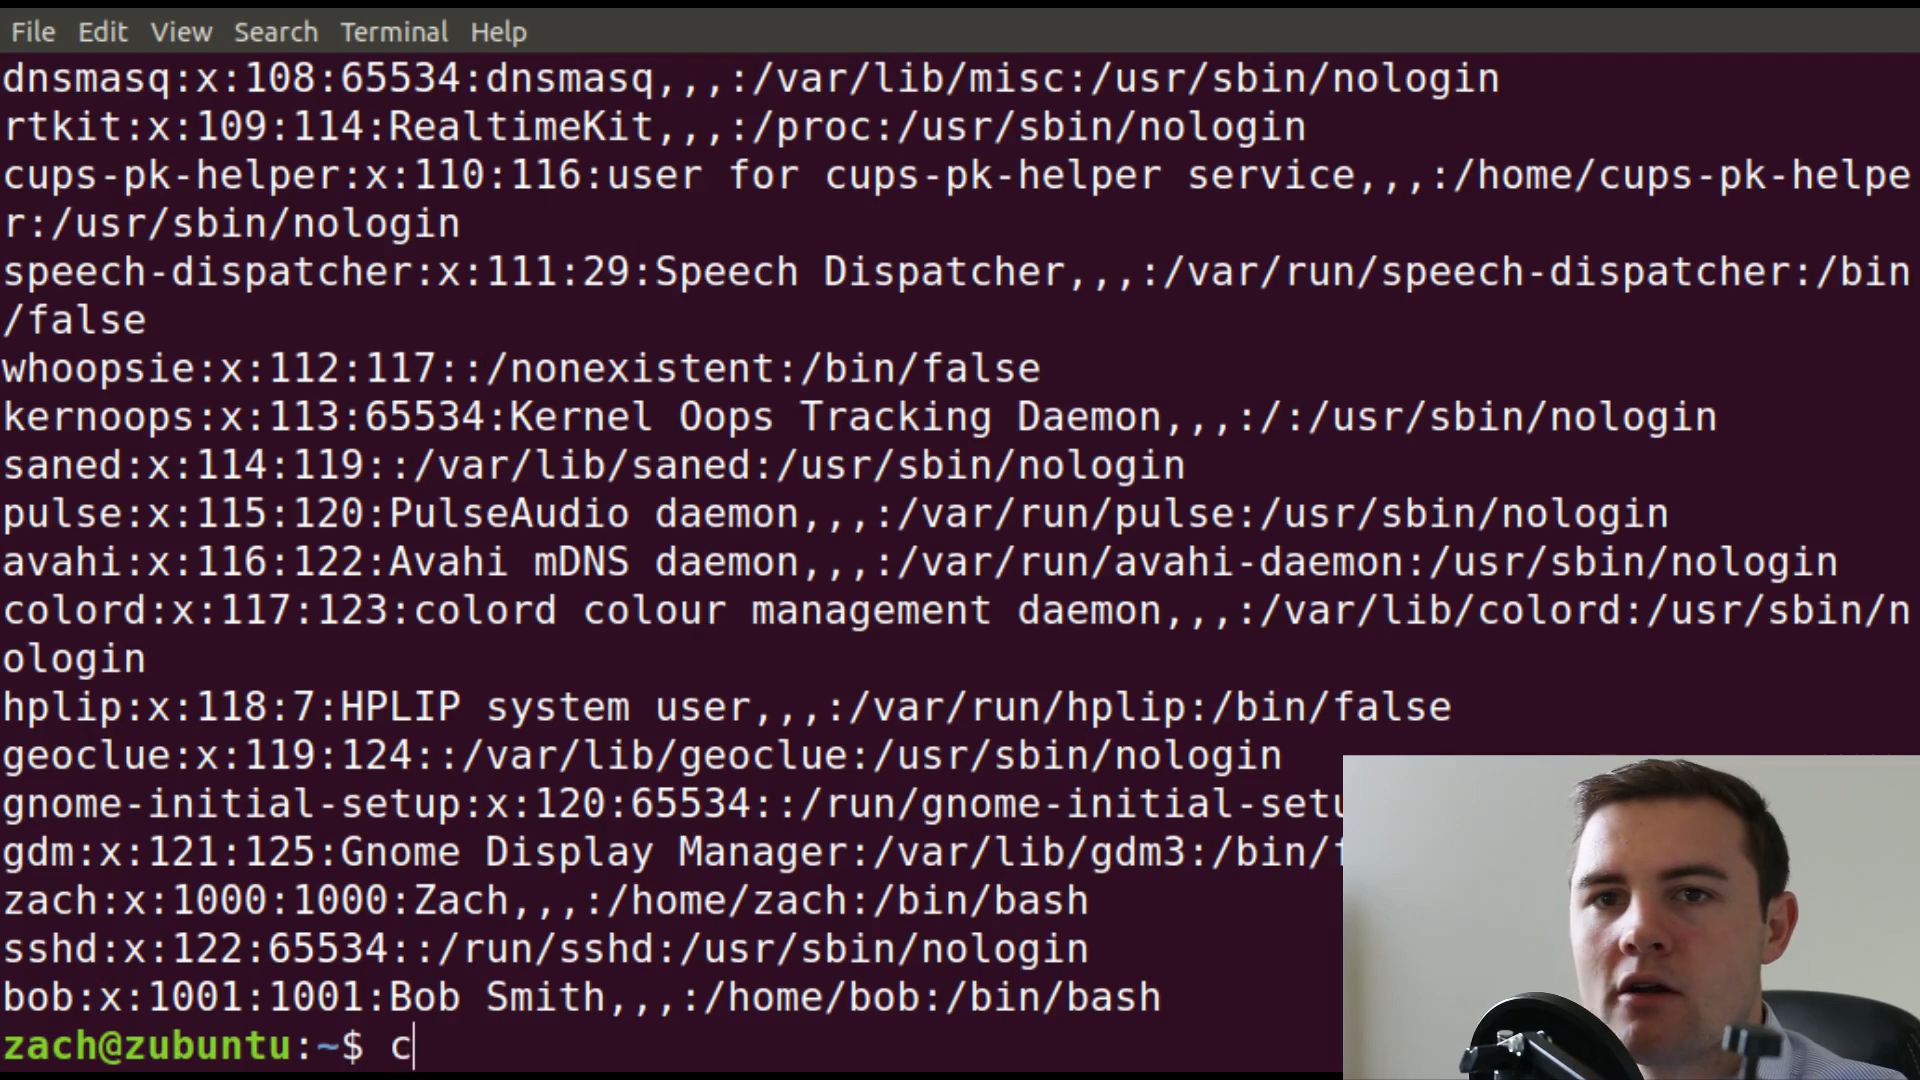 File Edit View Search Terminal Help
dnsmasq:x:108:65534:dnsmasq,,,:/var/lib/misc:/usr/sbin/nologin
rtkit:x:109:114:RealtimeKit,,,:/proc:/usr/sbin/nologin
cups-pk-helper:x:110:116:user for cups-pk-helper service,,,:/home/cups-pk-helpe
r:/usr/sbin/nologin
speech-dispatcher:x:111:29:Speech Dispatcher,,,:/var/run/speech-dispatcher:/bin
/false
whoopsie:x:112:117::/nonexistent:/bin/false
kernoops:x:113:65534:Kernel Oops Tracking Daemon,,,:/:/usr/sbin/nologin
saned:x:114:119::/var/lib/saned:/usr/sbin/nologin
pulse:x:115:120:PulseAudio daemon,,,:/var/run/pulse:/usr/sbin/nologin
avahi:x:116:122:Avahi mDNS daemon,,,:/var/run/avahi-daemon:/usr/sbin/nologin
colord:x:117:123:colord colour management daemon,,,:/var/lib/colord:/usr/sbin/n
ologin
hplip:x:118:7:HPLIP system user,,,:/var/run/hplip:/bin/false
geoclue:x:119:124::/var/lib/geoclue:/usr/sbin/nologin
gnome-initial-setup:x:120:65534::/run/gnome-initial-setu
gdm:x:121:125:Gnome Display Manager:/var/lib/gdm3:/bin/f
zach:x:1000:1000:Zach,,,:/home/zach:/bin/bash
sshd:x:122:65534::/run/sshd:/usr/sbin/nologin
bob:x:1001:1001:Bob Smith,,,:/home/bob:/bin/bash
zach@zubuntu:~$ c